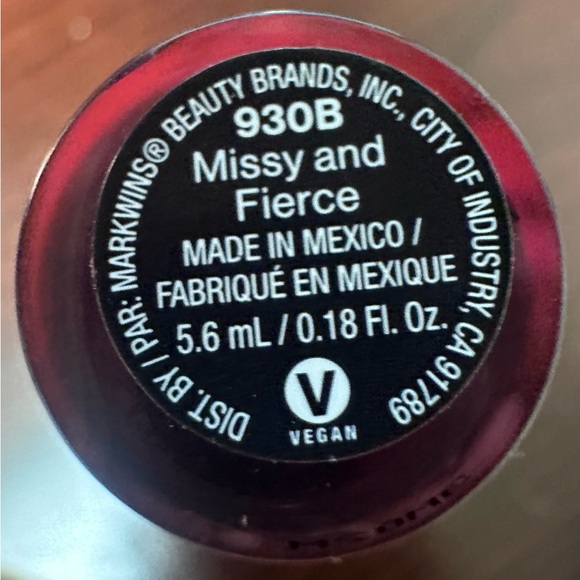 DIST. BY / PAR: MARKWINS® BEAUTY BRANDS, INC., CITY OF INDUSTRY, CA 91789
930B
Missy and
Fierce
MADE IN MEXICO /
FABRIQUÉ EN MEXIQUE
5.6 mL / 0.18 Fl. Oz.
V
VEGAN